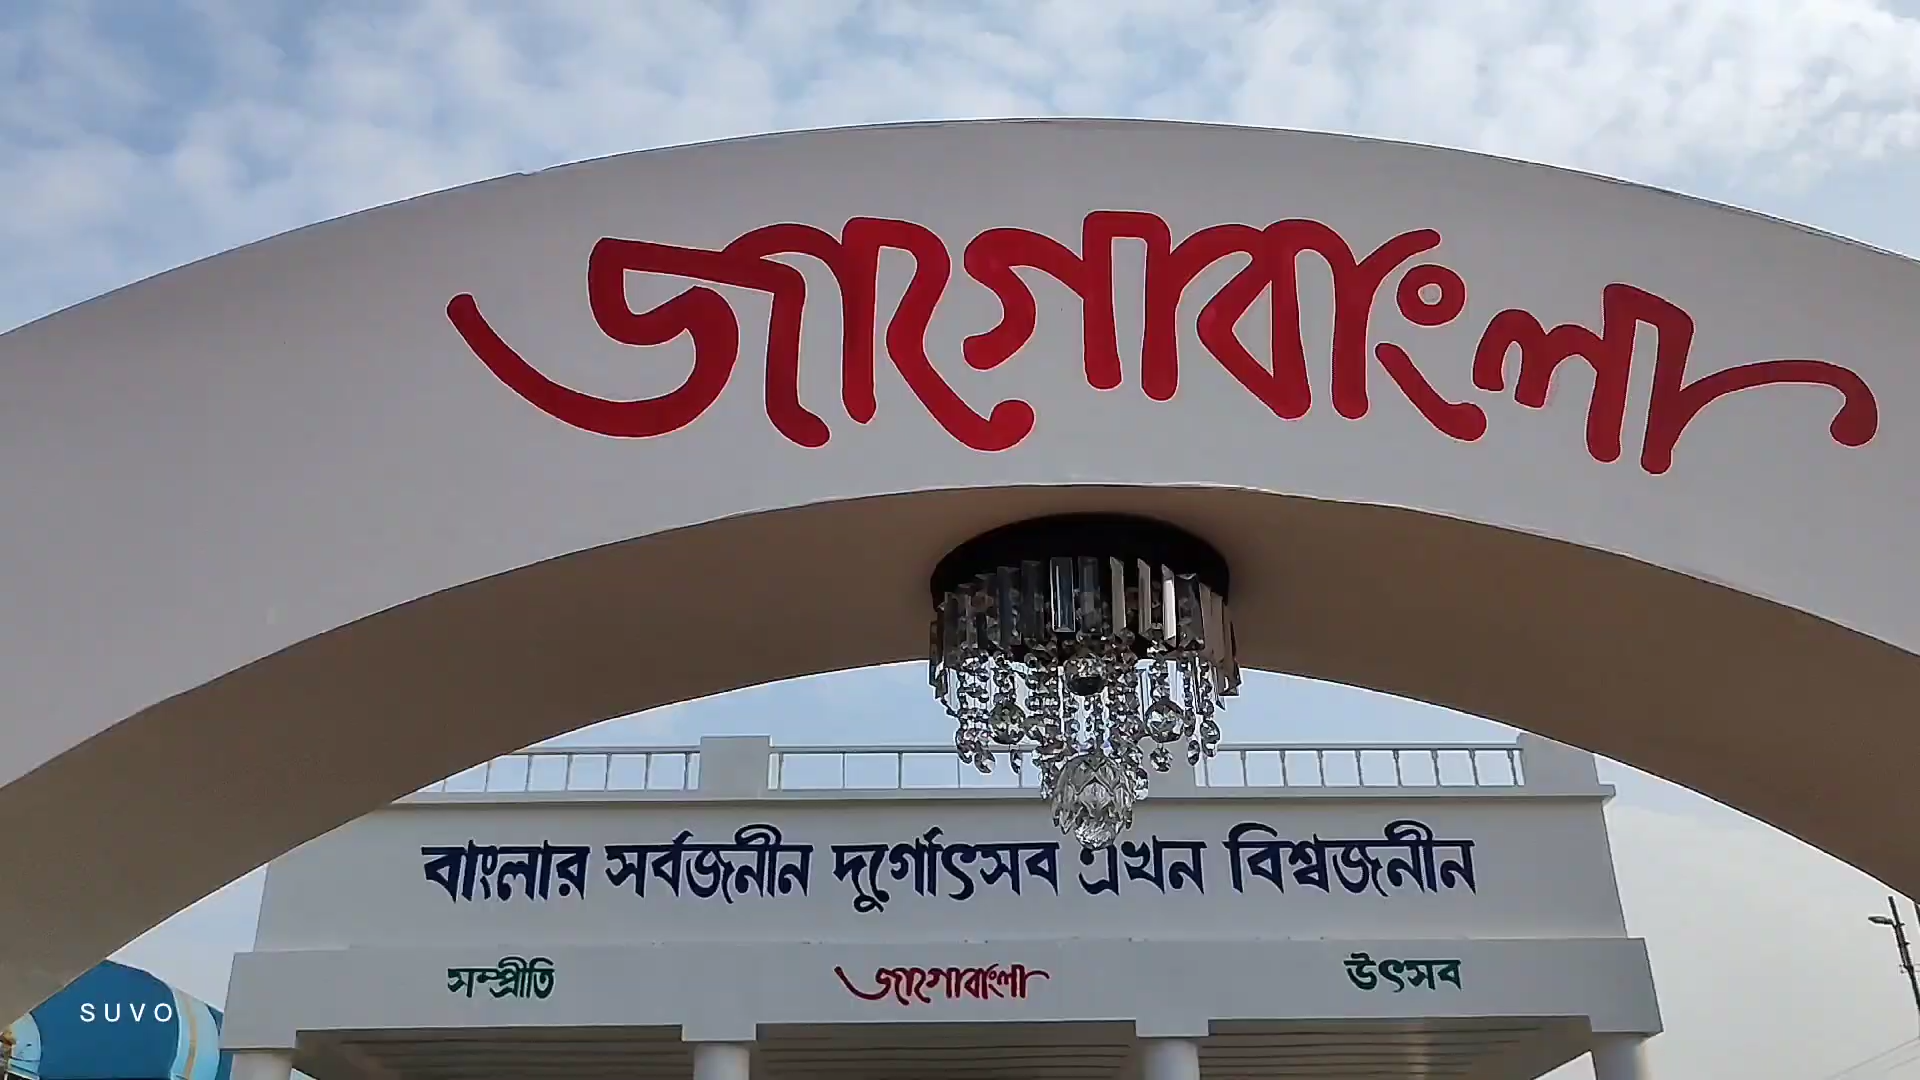 জাগোবাংলা
বাংলার সর্বজনীন দুর্গোৎসব এখন বিশ্বজনীন
সম্প্রীতি জাগোবাংলা উৎসব
SUVO